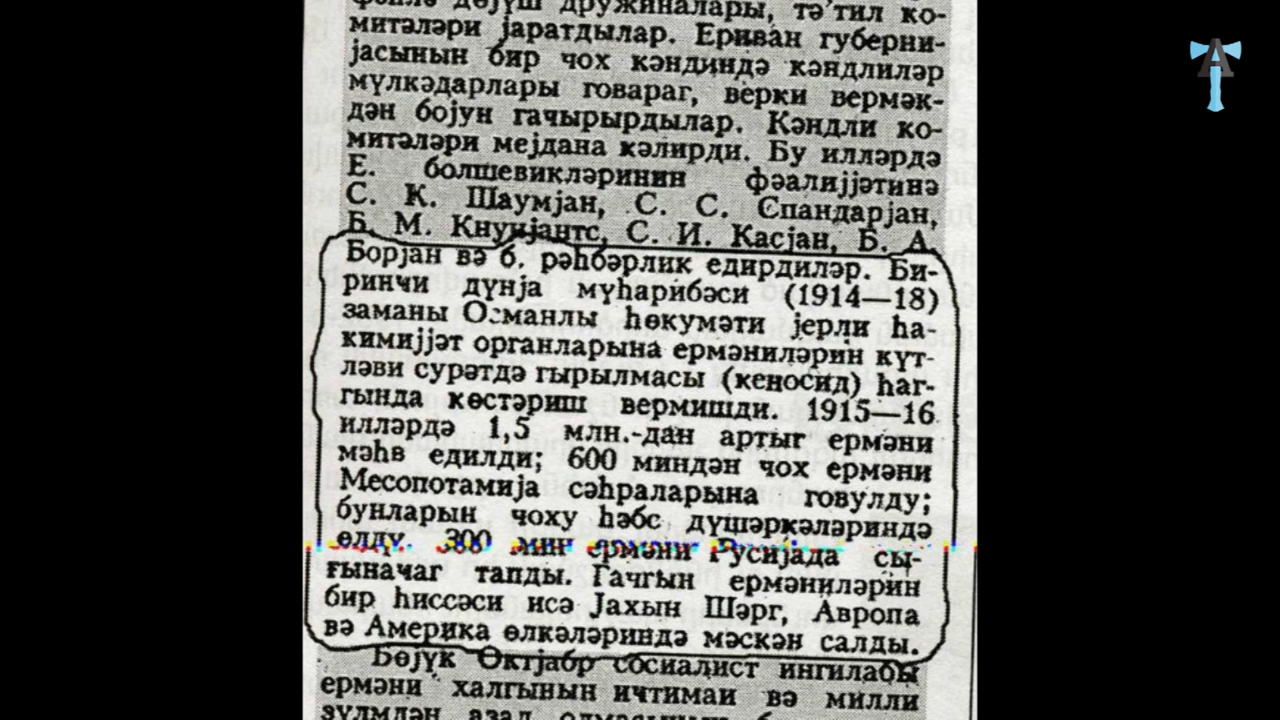 фәилә дөјүш дружиналары, тә'тил ко-
митәләри јаратдылар. Ериван губерни-
јасынын бир чох кәндиндә кәндлиләр
мүлкәдарлары говараг, верки вермәк-
дән бојун гачырырдылар. Кәндли ко-
митәләри мејдана кәлирди. Бу илләрдә
Е. болшевикләринин фәалијјәтинә
С. К. Шаумјан, С. С. Спандарјан,
Б. М. Кнунјантс, С. И. Касјан, Б. А.
Борјан вә б. рәһбәрлик едирдиләр. Би-
ринчи дүнја мүһарибәси (1914—18)
заманы Османлы һөкумәти јерли һа-
кимијјәт органларына ермәниләрин күт-
ләви сурәтдә гырылмасы (кеносид) һаг-
гында көстәриш вермишди. 1915—16
илләрдә 1,5 млн.-дан артыг ермәни
мәһв едилди; 600 миндән чох ермәни
Месопотамија сәһраларына говулду;
бунларын чоху һәбс дүшәркәләриндә
өлдү. 300 мин ермәни Русијада сы-
ғыначаг тапды. Гачгын ермәниләрин
бир һиссәси исә Јахын Шәрг, Авропа
вә Америка өлкәләриндә мәскән салды.
Бөјүк Октјабр сосиалист ингилабы
ермәни халгынын ичтимаи вә милли
зүлмдән азад